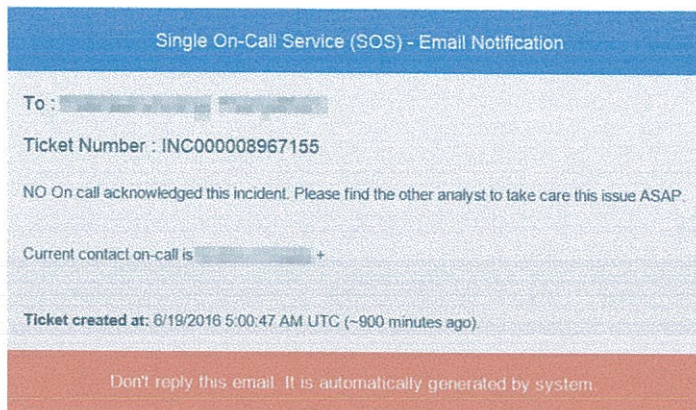 Single On-Call Service (SOS) - Email Notification
To :
Ticket Number : INC000008967155
NO On call acknowledged this incident. Please find the other analyst to take care this issue ASAP.
Current contact on-call is +
Ticket created at: 6/19/2016 5:00:47 AM UTC (~900 minutes ago).
Don't reply this email. It is automatically generated by system.